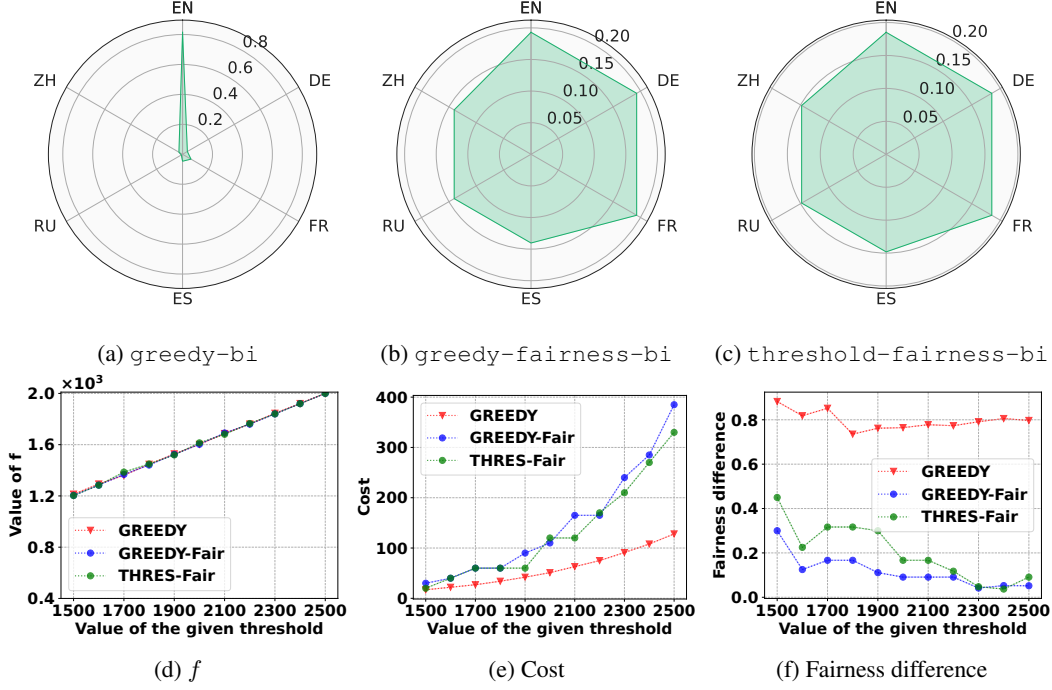 EN
0.8
0.6
0.4
0.2
DE
FR
ES
RU
ZH
EN
0.20
0.15
0.10
0.05
DE
FR
ES
RU
ZH
EN
0.20
0.15
0.10
0.05
DE
FR
ES
RU
ZH
(a) greedy-bi
(b) greedy-fairness-bi
(c) threshold-fairness-bi
×10³
Value of f
2.0
1.6
1.2
0.8
0.4
GREEDY
GREEDY-Fair
THRES-Fair
1500 1700 1900 2100 2300 2500
Value of the given threshold
Cost
400
300
200
100
0
GREEDY
GREEDY-Fair
THRES-Fair
1500 1700 1900 2100 2300 2500
Value of the given threshold
Fairness difference
0.8
0.6
0.4
0.2
0.0
GREEDY
GREEDY-Fair
THRES-Fair
1500 1700 1900 2100 2300 2500
Value of the given threshold
(d) f
(e) Cost
(f) Fairness difference